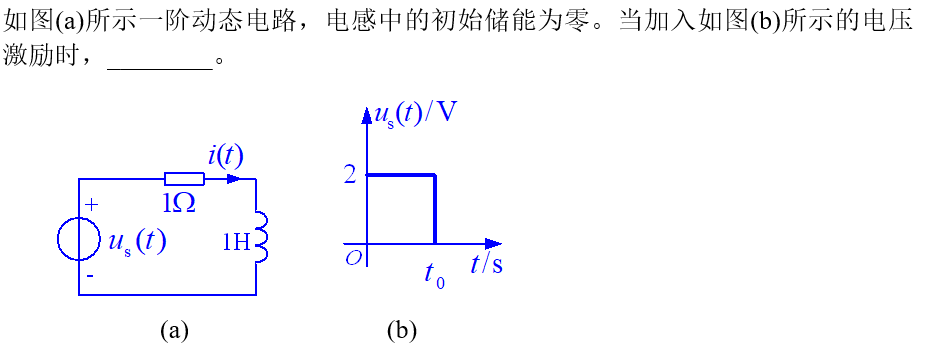 如图(a)所示一阶动态电路，电感中的初始储能为零。当加入如图(b)所示的电压
激励时，________。
i(t)
1Ω
+
u_s(t)
1H
-
(a)
u_s(t)/V
2
O
t_0
t/s
(b)